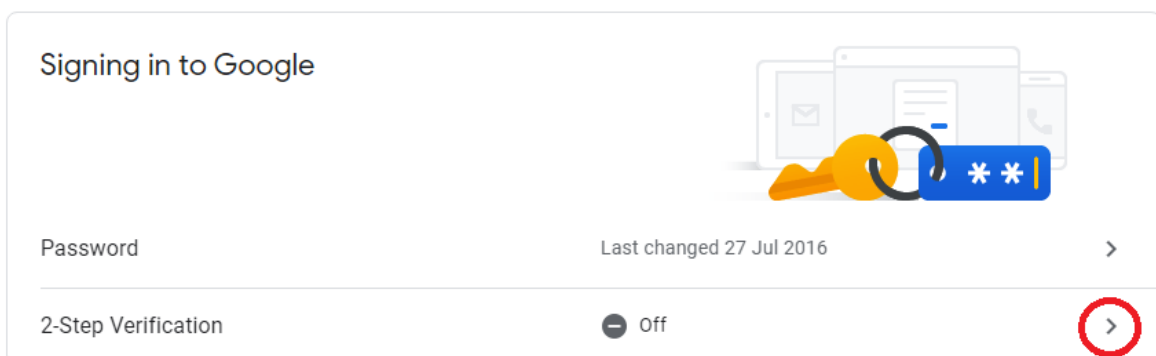 Signing in to Google
**
Password Last changed 27 Jul 2016
2-Step Verification Off